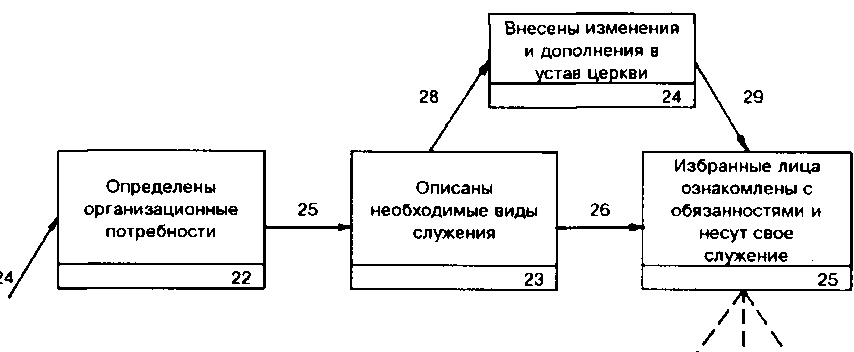 Внесены изменения
и дополнения в
устав церкви
24
28
29
Определены
организационные
потребности
22
25
Описаны
необходимые виды
служения
23
26
Избранные лица
ознакомлены с
обязанностями и
несут свое
служение
25
24